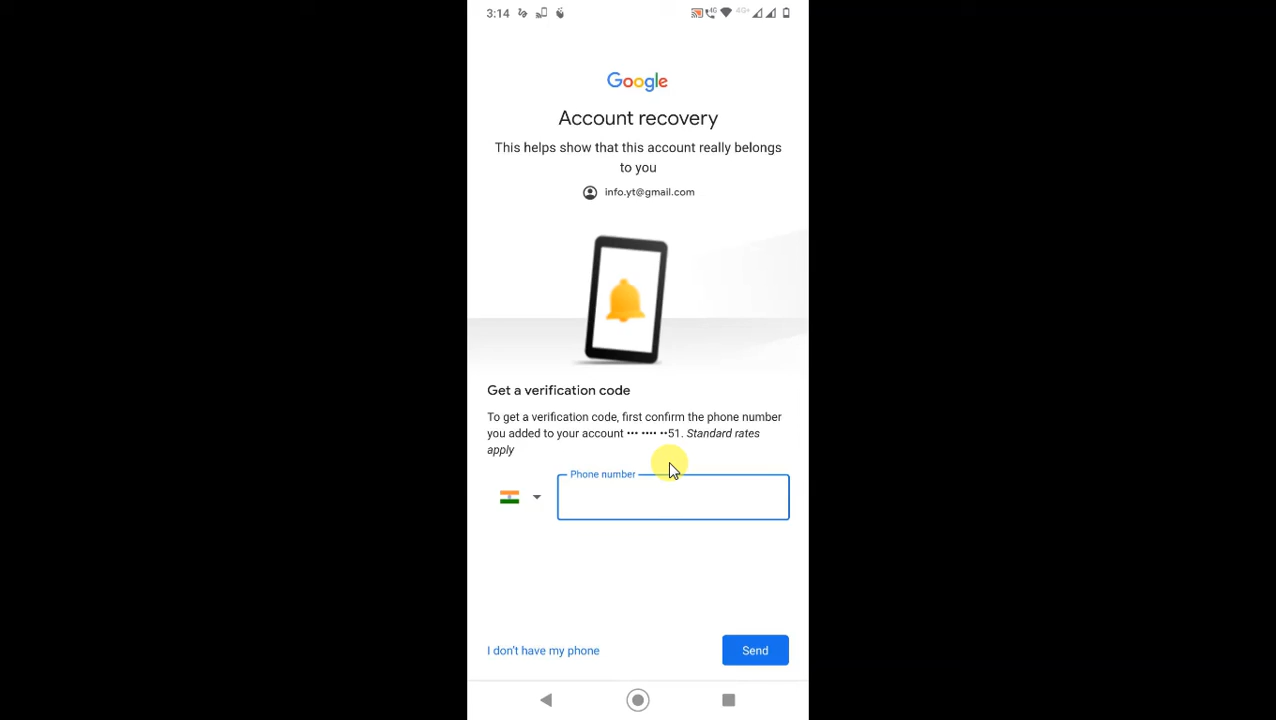 3:14
4G
4G+
Google
Account recovery
This helps show that this account really belongs
to you
info.yt@gmail.com
Get a verification code
To get a verification code, first confirm the phone number
you added to your account ••• •••• ••51. Standard rates
apply
Phone number
I don't have my phone
Send